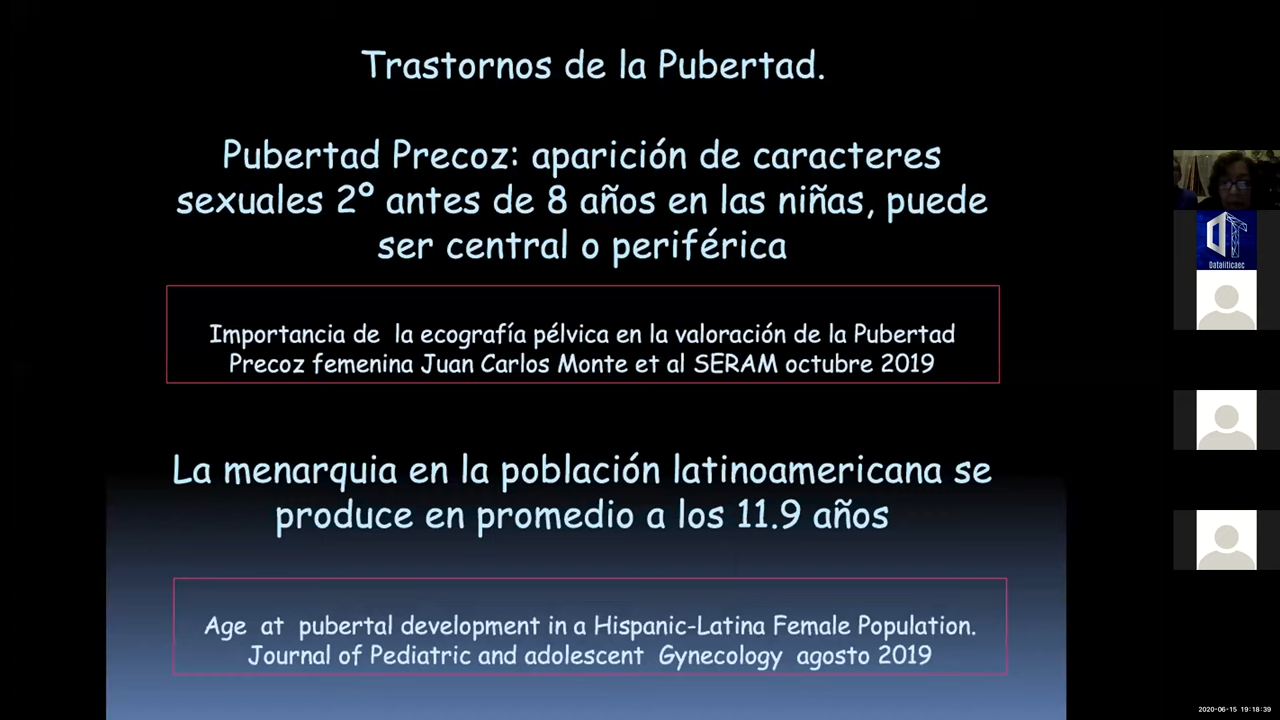 Trastornos de la Pubertad.
Pubertad Precoz: aparición de caracteres
sexuales 2º antes de 8 años en las niñas, puede
ser central o periférica
Importancia de la ecografía pélvica en la valoración de la Pubertad
Precoz femenina Juan Carlos Monte et al SERAM octubre 2019
La menarquia en la población latinoamericana se
produce en promedio a los 11.9 años
Age at pubertal development in a Hispanic-Latina Female Population.
Journal of Pediatric and adolescent Gynecology agosto 2019
Dataliticaec
2020-06-15 19:18:39